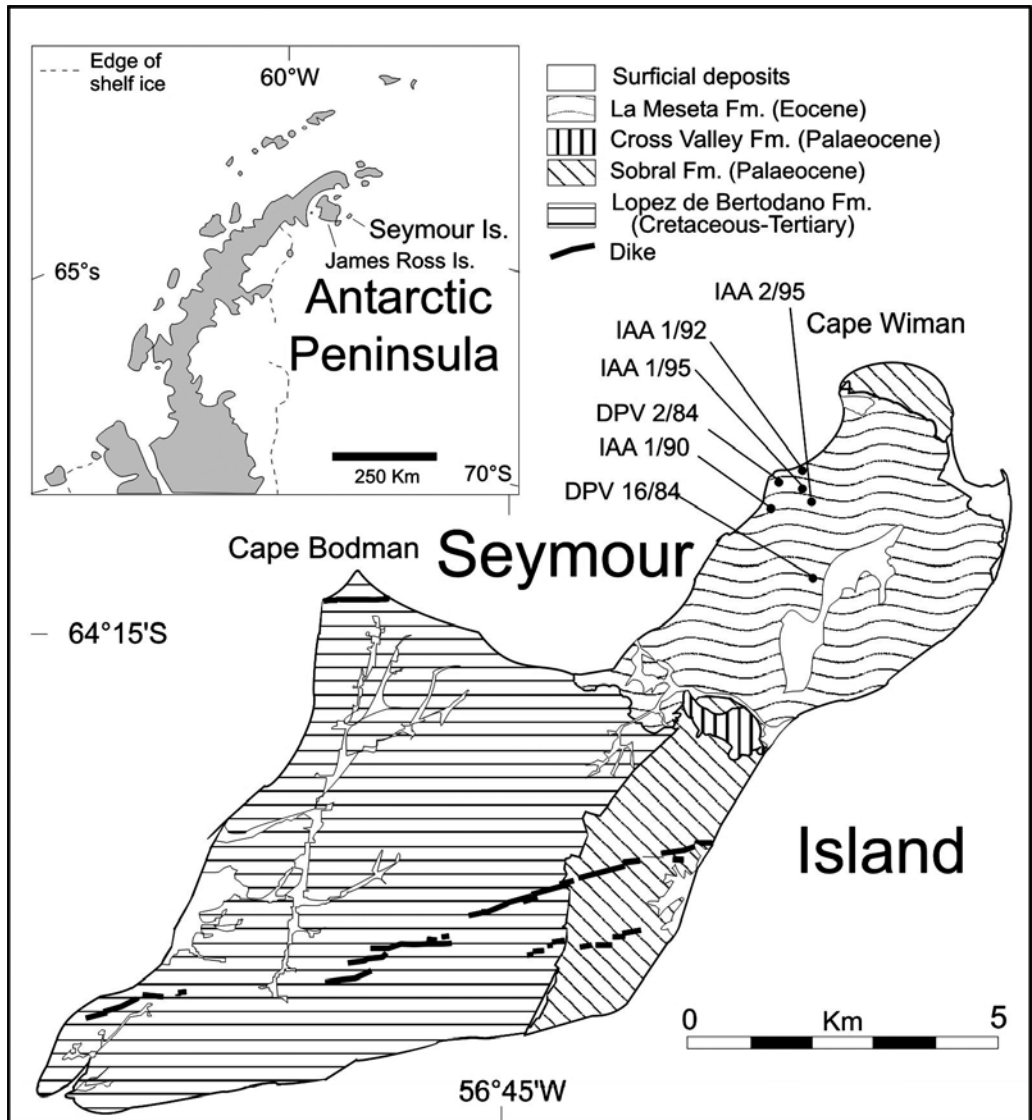 Edge of
shelf ice
60°W
65°s
Seymour Is.
James Ross Is.
Antarctic
Peninsula
250 Km
70°S
Surficial deposits
La Meseta Fm. (Eocene)
Cross Valley Fm. (Palaeocene)
Sobral Fm. (Palaeocene)
Lopez de Bertodano Fm.
(Cretaceous-Tertiary)
Dike
IAA 2/95
Cape Wiman
IAA 1/92
IAA 1/95
DPV 2/84
IAA 1/90
DPV 16/84
Cape Bodman
Seymour
64°15'S
Island
0 Km 5
56°45'W